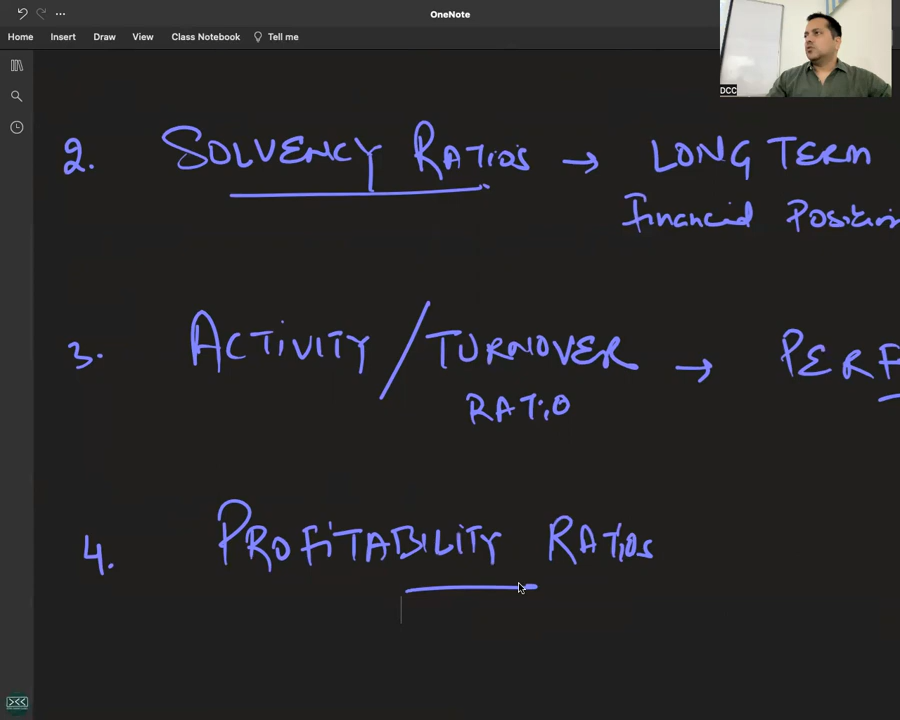 OneNote
Home Insert Draw View Class Notebook Tell me
DCC
2. SOLVENCY RATIOS → LONG TERM
Financial Position
3. ACTIVITY / TURNOVER → PERF
RATIO
4. PROFITABILITY RATIOS